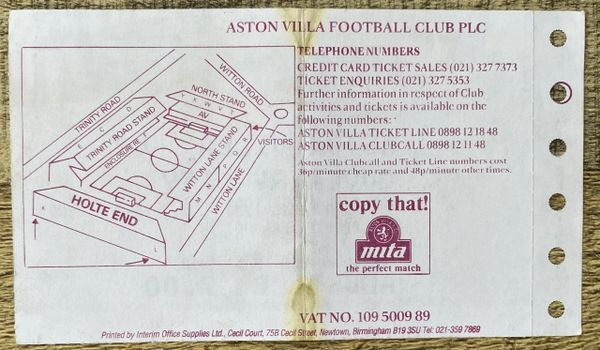 ASTON VILLA FOOTBALL CLUB PLC
TELEPHONE NUMBERS
CREDIT CARD TICKET SALES (021) 327 7373
TICKET ENQUIRIES (021) 327 5353
Further information in respect of Club
activities and tickets is available on the
following numbers:
ASTON VILLA TICKET LINE 0898 12 18 48
ASTON VILLA CLUBCALL 0898 12 11 48
Aston Villa Clubcall and Ticket Line numbers cost
36p/minute cheap rate and 48p/minute other times.
TRINITY ROAD
E C D A
TRINITY ROAD STAND
ENCLOSURE RE
WITTON ROAD
NORTH STAND
Y X W V
AV
VISITORS
WITTON LANE STAND
M N P Q R
WITTON LANE
HOLTE END
K
L
copy that!
mita
the perfect match
VAT NO. 109 5009 89
Printed by Interim Office Supplies Ltd., Cecil Court, 75B Cecil Street, Newtown, Birmingham B19 3SU Tel: 021-359 7869